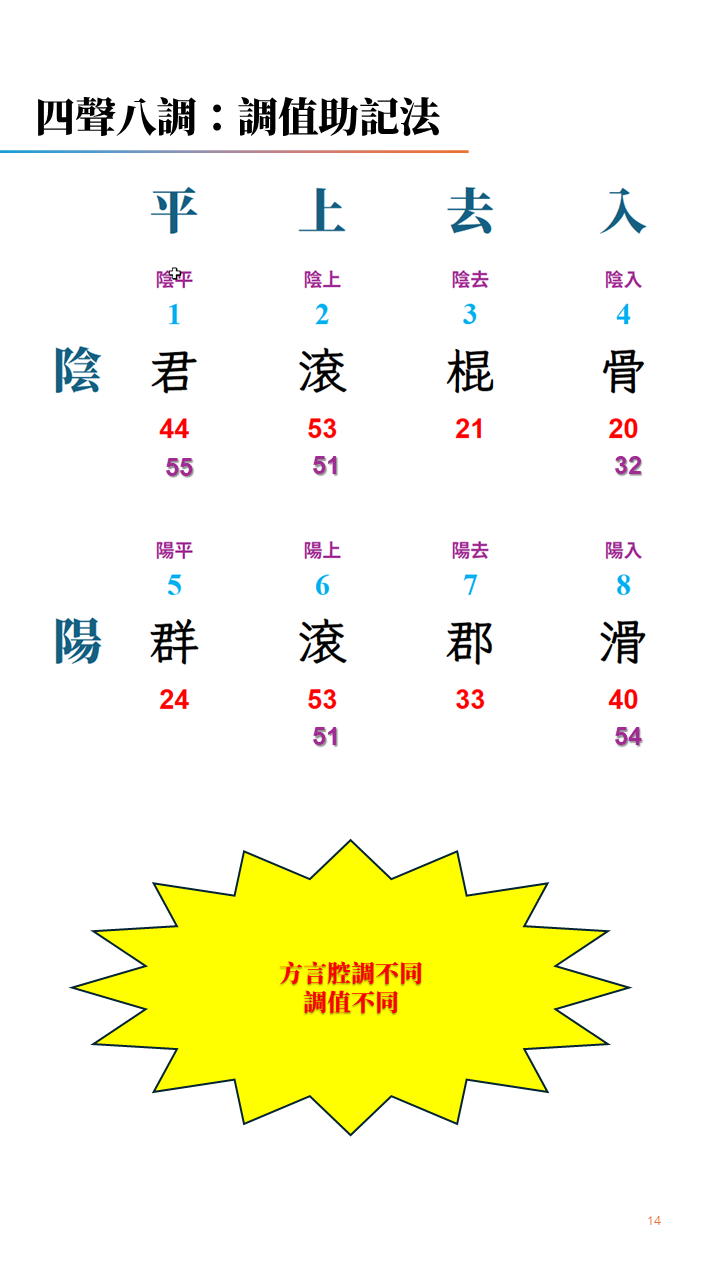 四聲八調：調值助記法
平 上 去 入
陰平 陰上 陰去 陰入
1 2 3 4
陰 君 滾 棍 骨
44 53 21 20
55 51 32
陽平 陽上 陽去 陽入
5 6 7 8
陽 群 滾 郡 滑
24 53 33 40
51 54
方言腔調不同
調值不同
14